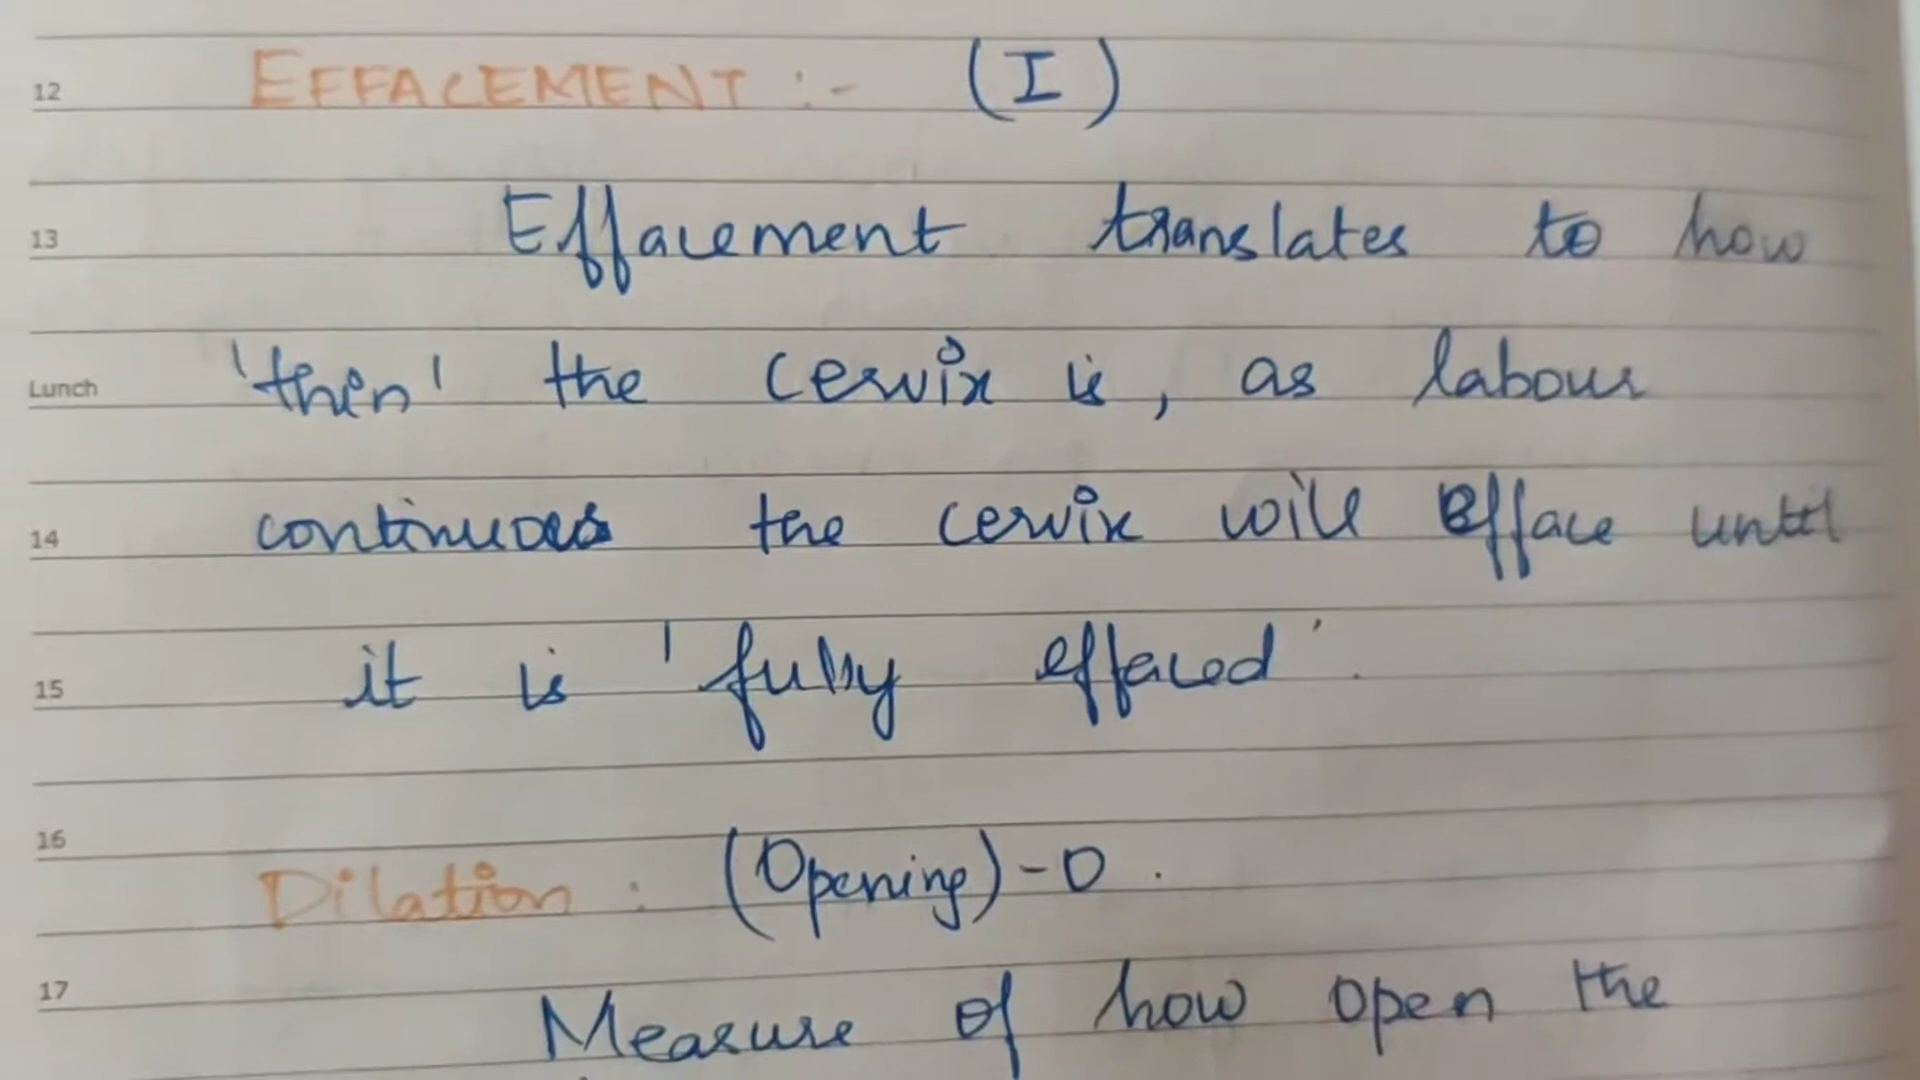 12 EFFACEMENT :- (I)
13 Effacement translates to how
Lunch 'thin' the cervix is, as labour
14 continuous the cervix will efface until
15 it is 'fully effaced'.
16 Dilation : (Opening) - O.
17 Measure of how open the